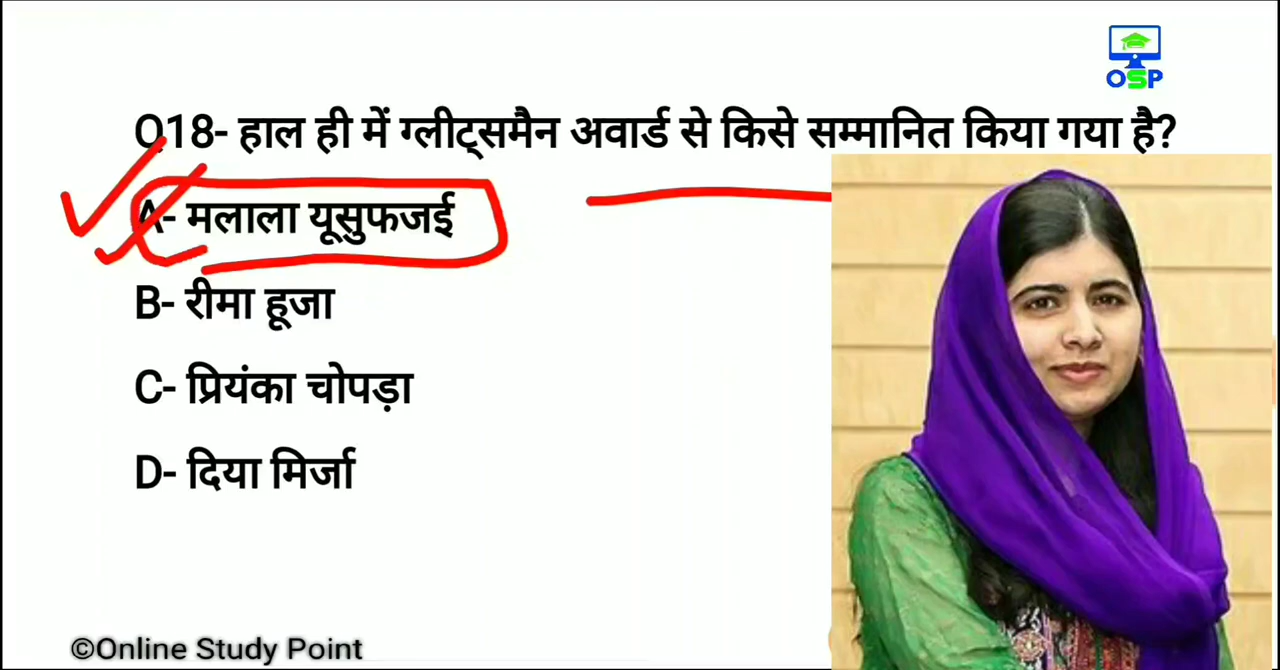 OSP
Q18- हाल ही में ग्लीट्समैन अवार्ड से किसे सम्मानित किया गया है?
A- मलाला यूसुफजई
B- रीमा हूजा
C- प्रियंका चोपड़ा
D- दिया मिर्जा
©Online Study Point